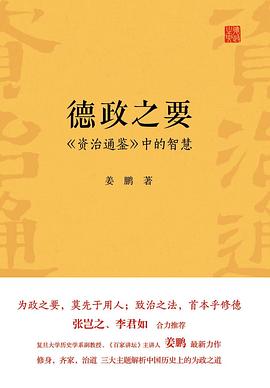 资治通
德政之要
《资治通鉴》中的智慧
姜 鹏 著
为政之要，莫先于用人；致治之法，首本乎修德
张岂之、李君如 合力推荐
复旦大学历史学系副教授、《百家讲坛》主讲人 姜鹏 最新力作
修身，齐家，治道 三大主题解析中国历史上的为政之道